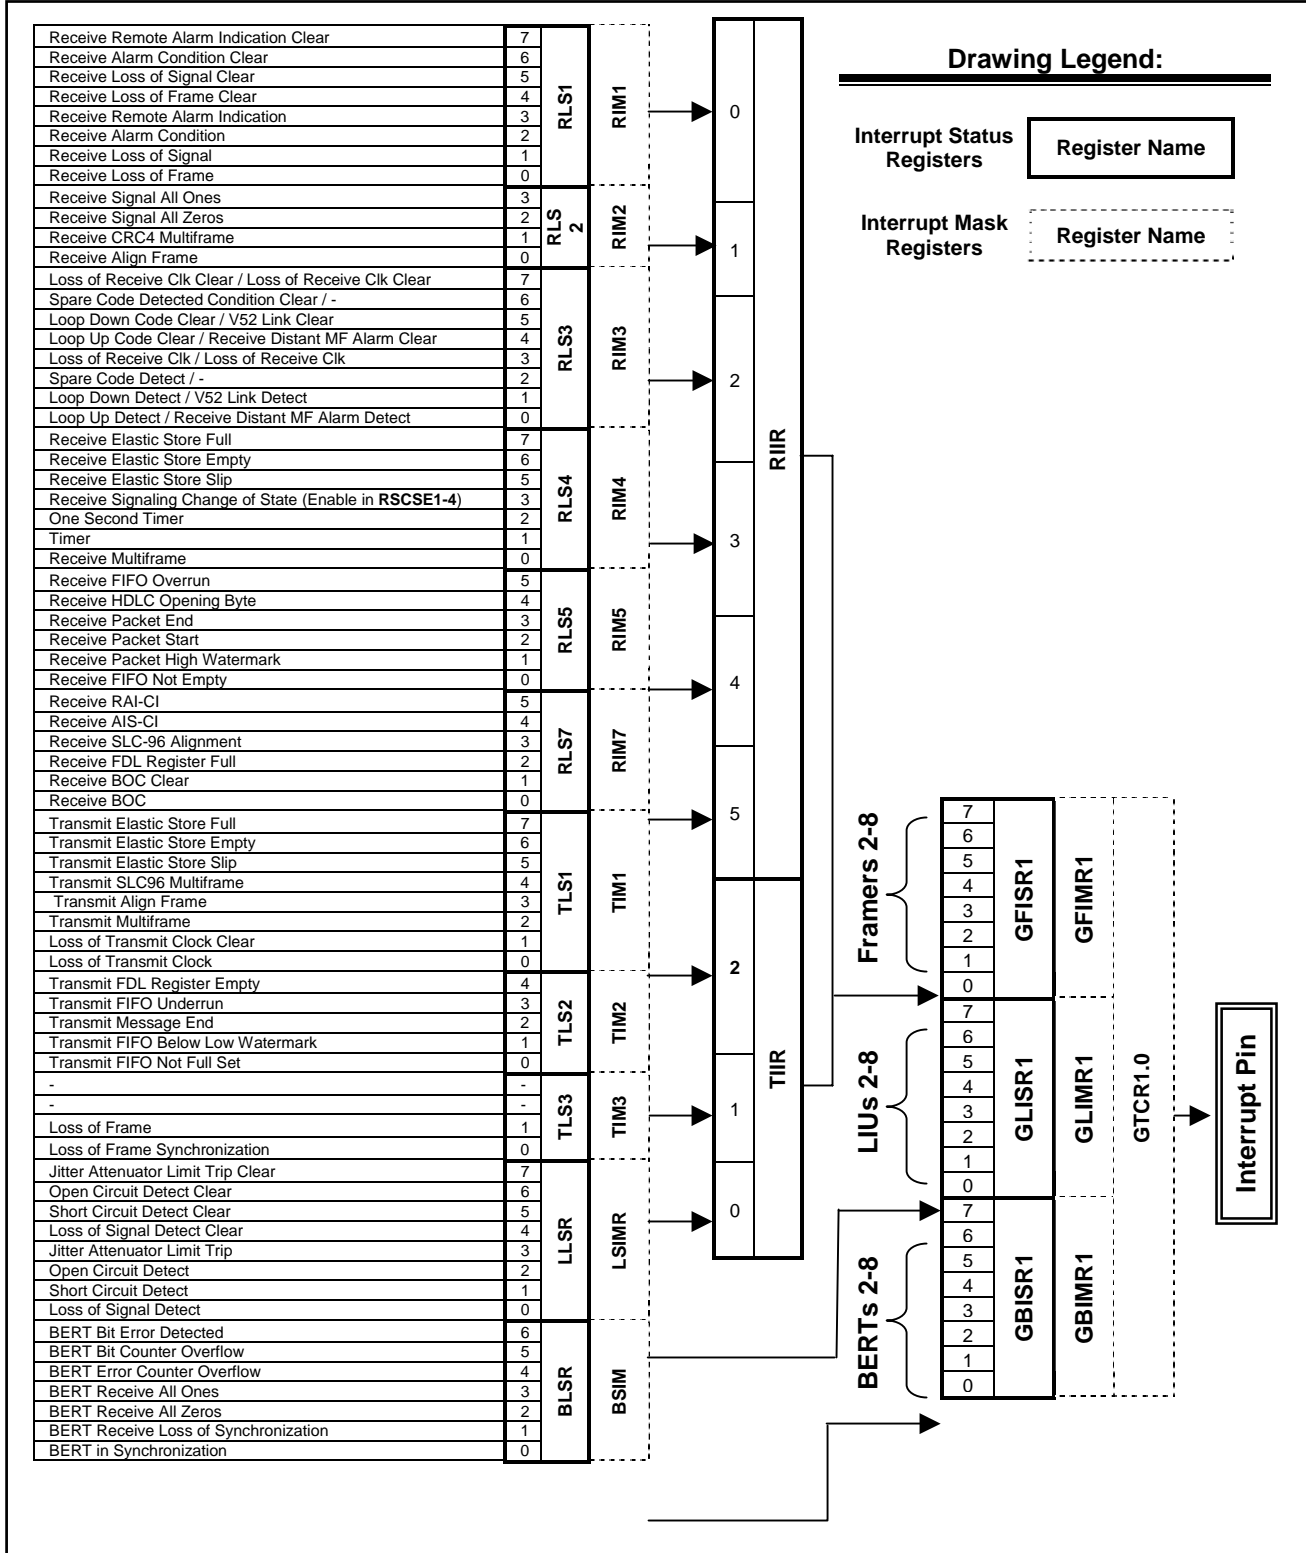 Receive Remote Alarm Indication Clear 7
Receive Alarm Condition Clear 6
Receive Loss of Signal Clear 5
Receive Loss of Frame Clear 4
Receive Remote Alarm Indication 3
Receive Alarm Condition 2
Receive Loss of Signal 1
Receive Loss of Frame 0
RLS1
RIM1
Receive Signal All Ones 3
Receive Signal All Zeros 2
Receive CRC4 Multiframe 1
Receive Align Frame 0
RLS
2
RIM2
Loss of Receive Clk Clear / Loss of Receive Clk Clear 7
Spare Code Detected Condition Clear / - 6
Loop Down Code Clear / V52 Link Clear 5
Loop Up Code Clear / Receive Distant MF Alarm Clear 4
Loss of Receive Clk / Loss of Receive Clk 3
Spare Code Detect / - 2
Loop Down Detect / V52 Link Detect 1
Loop Up Detect / Receive Distant MF Alarm Detect 0
RLS3
RIM3
Receive Elastic Store Full 7
Receive Elastic Store Empty 6
Receive Elastic Store Slip 5
Receive Signaling Change of State (Enable in RSCSE1-4) 3
One Second Timer 2
Timer 1
Receive Multiframe 0
RLS4
RIM4
Receive FIFO Overrun 5
Receive HDLC Opening Byte 4
Receive Packet End 3
Receive Packet Start 2
Receive Packet High Watermark 1
Receive FIFO Not Empty 0
RLS5
RIM5
Receive RAI-CI 5
Receive AIS-CI 4
Receive SLC-96 Alignment 3
Receive FDL Register Full 2
Receive BOC Clear 1
Receive BOC 0
RLS7
RIM7
Transmit Elastic Store Full 7
Transmit Elastic Store Empty 6
Transmit Elastic Store Slip 5
Transmit SLC96 Multiframe 4
Transmit Align Frame 3
Transmit Multiframe 2
Loss of Transmit Clock Clear 1
Loss of Transmit Clock 0
TLS1
TIM1
Transmit FDL Register Empty 4
Transmit FIFO Underrun 3
Transmit Message End 2
Transmit FIFO Below Low Watermark 1
Transmit FIFO Not Full Set 0
TLS2
TIM2
- -
- -
Loss of Frame 1
Loss of Frame Synchronization 0
TLS3
TIM3
Jitter Attenuator Limit Trip Clear 7
Open Circuit Detect Clear 6
Short Circuit Detect Clear 5
Loss of Signal Detect Clear 4
Jitter Attenuator Limit Trip 3
Open Circuit Detect 2
Short Circuit Detect 1
Loss of Signal Detect 0
LLSR
LSIMR
BERT Bit Error Detected 6
BERT Bit Counter Overflow 5
BERT Error Counter Overflow 4
BERT Receive All Ones 3
BERT Receive All Zeros 2
BERT Receive Loss of Synchronization 1
BERT in Synchronization 0
BLSR
BSIM
0
1
2
3
4
5
RIIR
2
1
0
TIIR
Drawing Legend:
Interrupt Status
Registers
Register Name
Interrupt Mask
Registers
Register Name
Framers 2-8
7
6
5
4
3
2
1
0
GFISR1
GFIMR1
LIUs 2-8
7
6
5
4
3
2
1
0
GLISR1
GLIMR1
BERTs 2-8
7
6
5
4
3
2
1
0
GBISR1
GBIMR1
GTCR1.0
Interrupt Pin